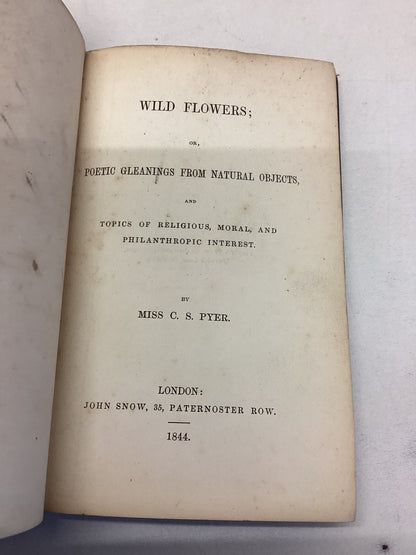 WILD FLOWERS;
OR,
POETIC GLEANINGS FROM NATURAL OBJECTS,
AND
TOPICS OF RELIGIOUS, MORAL, AND
PHILANTHROPIC INTEREST.
BY
MISS C. S. PYER.
LONDON:
JOHN SNOW, 35, PATERNOSTER ROW.
1844.